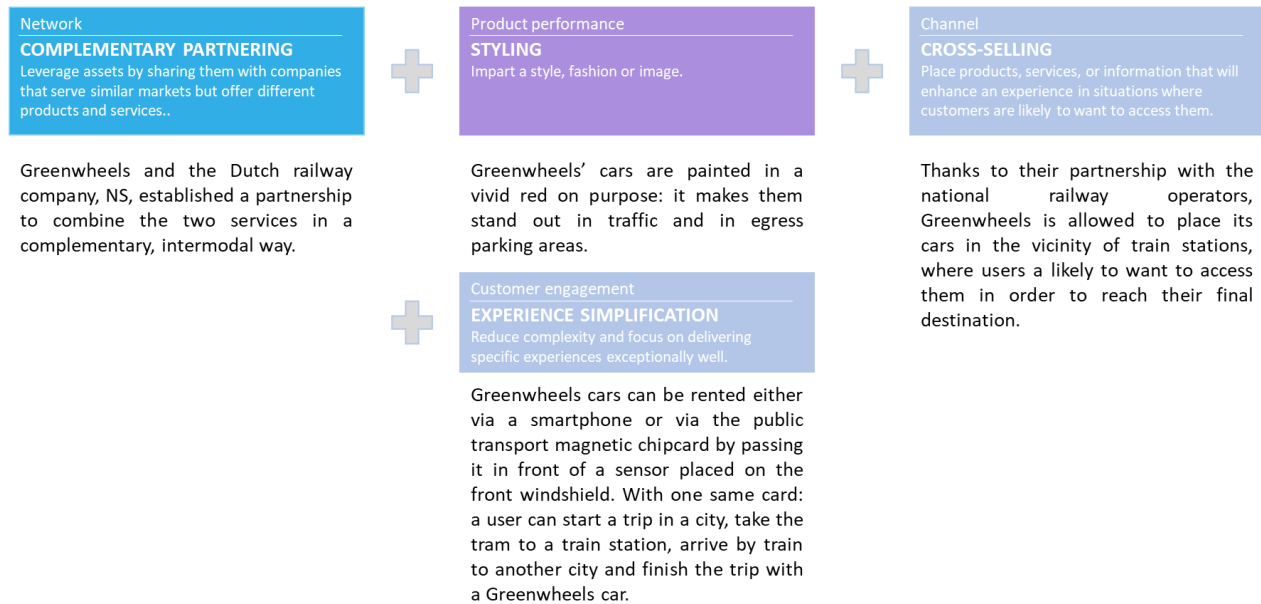 Network
COMPLEMENTARY PARTNERING
Leverage assets by sharing them with companies
that serve similar markets but offer different
products and services..
Greenwheels and the Dutch railway
company, NS, established a partnership
to combine the two services in a
complementary, intermodal way.
Product performance
STYLING
Impart a style, fashion or image.
Greenwheels’ cars are painted in a
vivid red on purpose: it makes them
stand out in traffic and in egress
parking areas.
Customer engagement
EXPERIENCE SIMPLIFICATION
Reduce complexity and focus on delivering
specific experiences exceptionally well.
Greenwheels cars can be rented either
via a smartphone or via the public
transport magnetic chipcard by passing
it in front of a sensor placed on the
front windshield. With one same card:
a user can start a trip in a city, take the
tram to a train station, arrive by train
to another city and finish the trip with
a Greenwheels car.
Channel
CROSS-SELLING
Place products, services, or information that will
enhance an experience in situations where
customers are likely to want to access them.
Thanks to their partnership with the
national railway operators,
Greenwheels is allowed to place its
cars in the vicinity of train stations,
where users a likely to want to access
them in order to reach their final
destination.